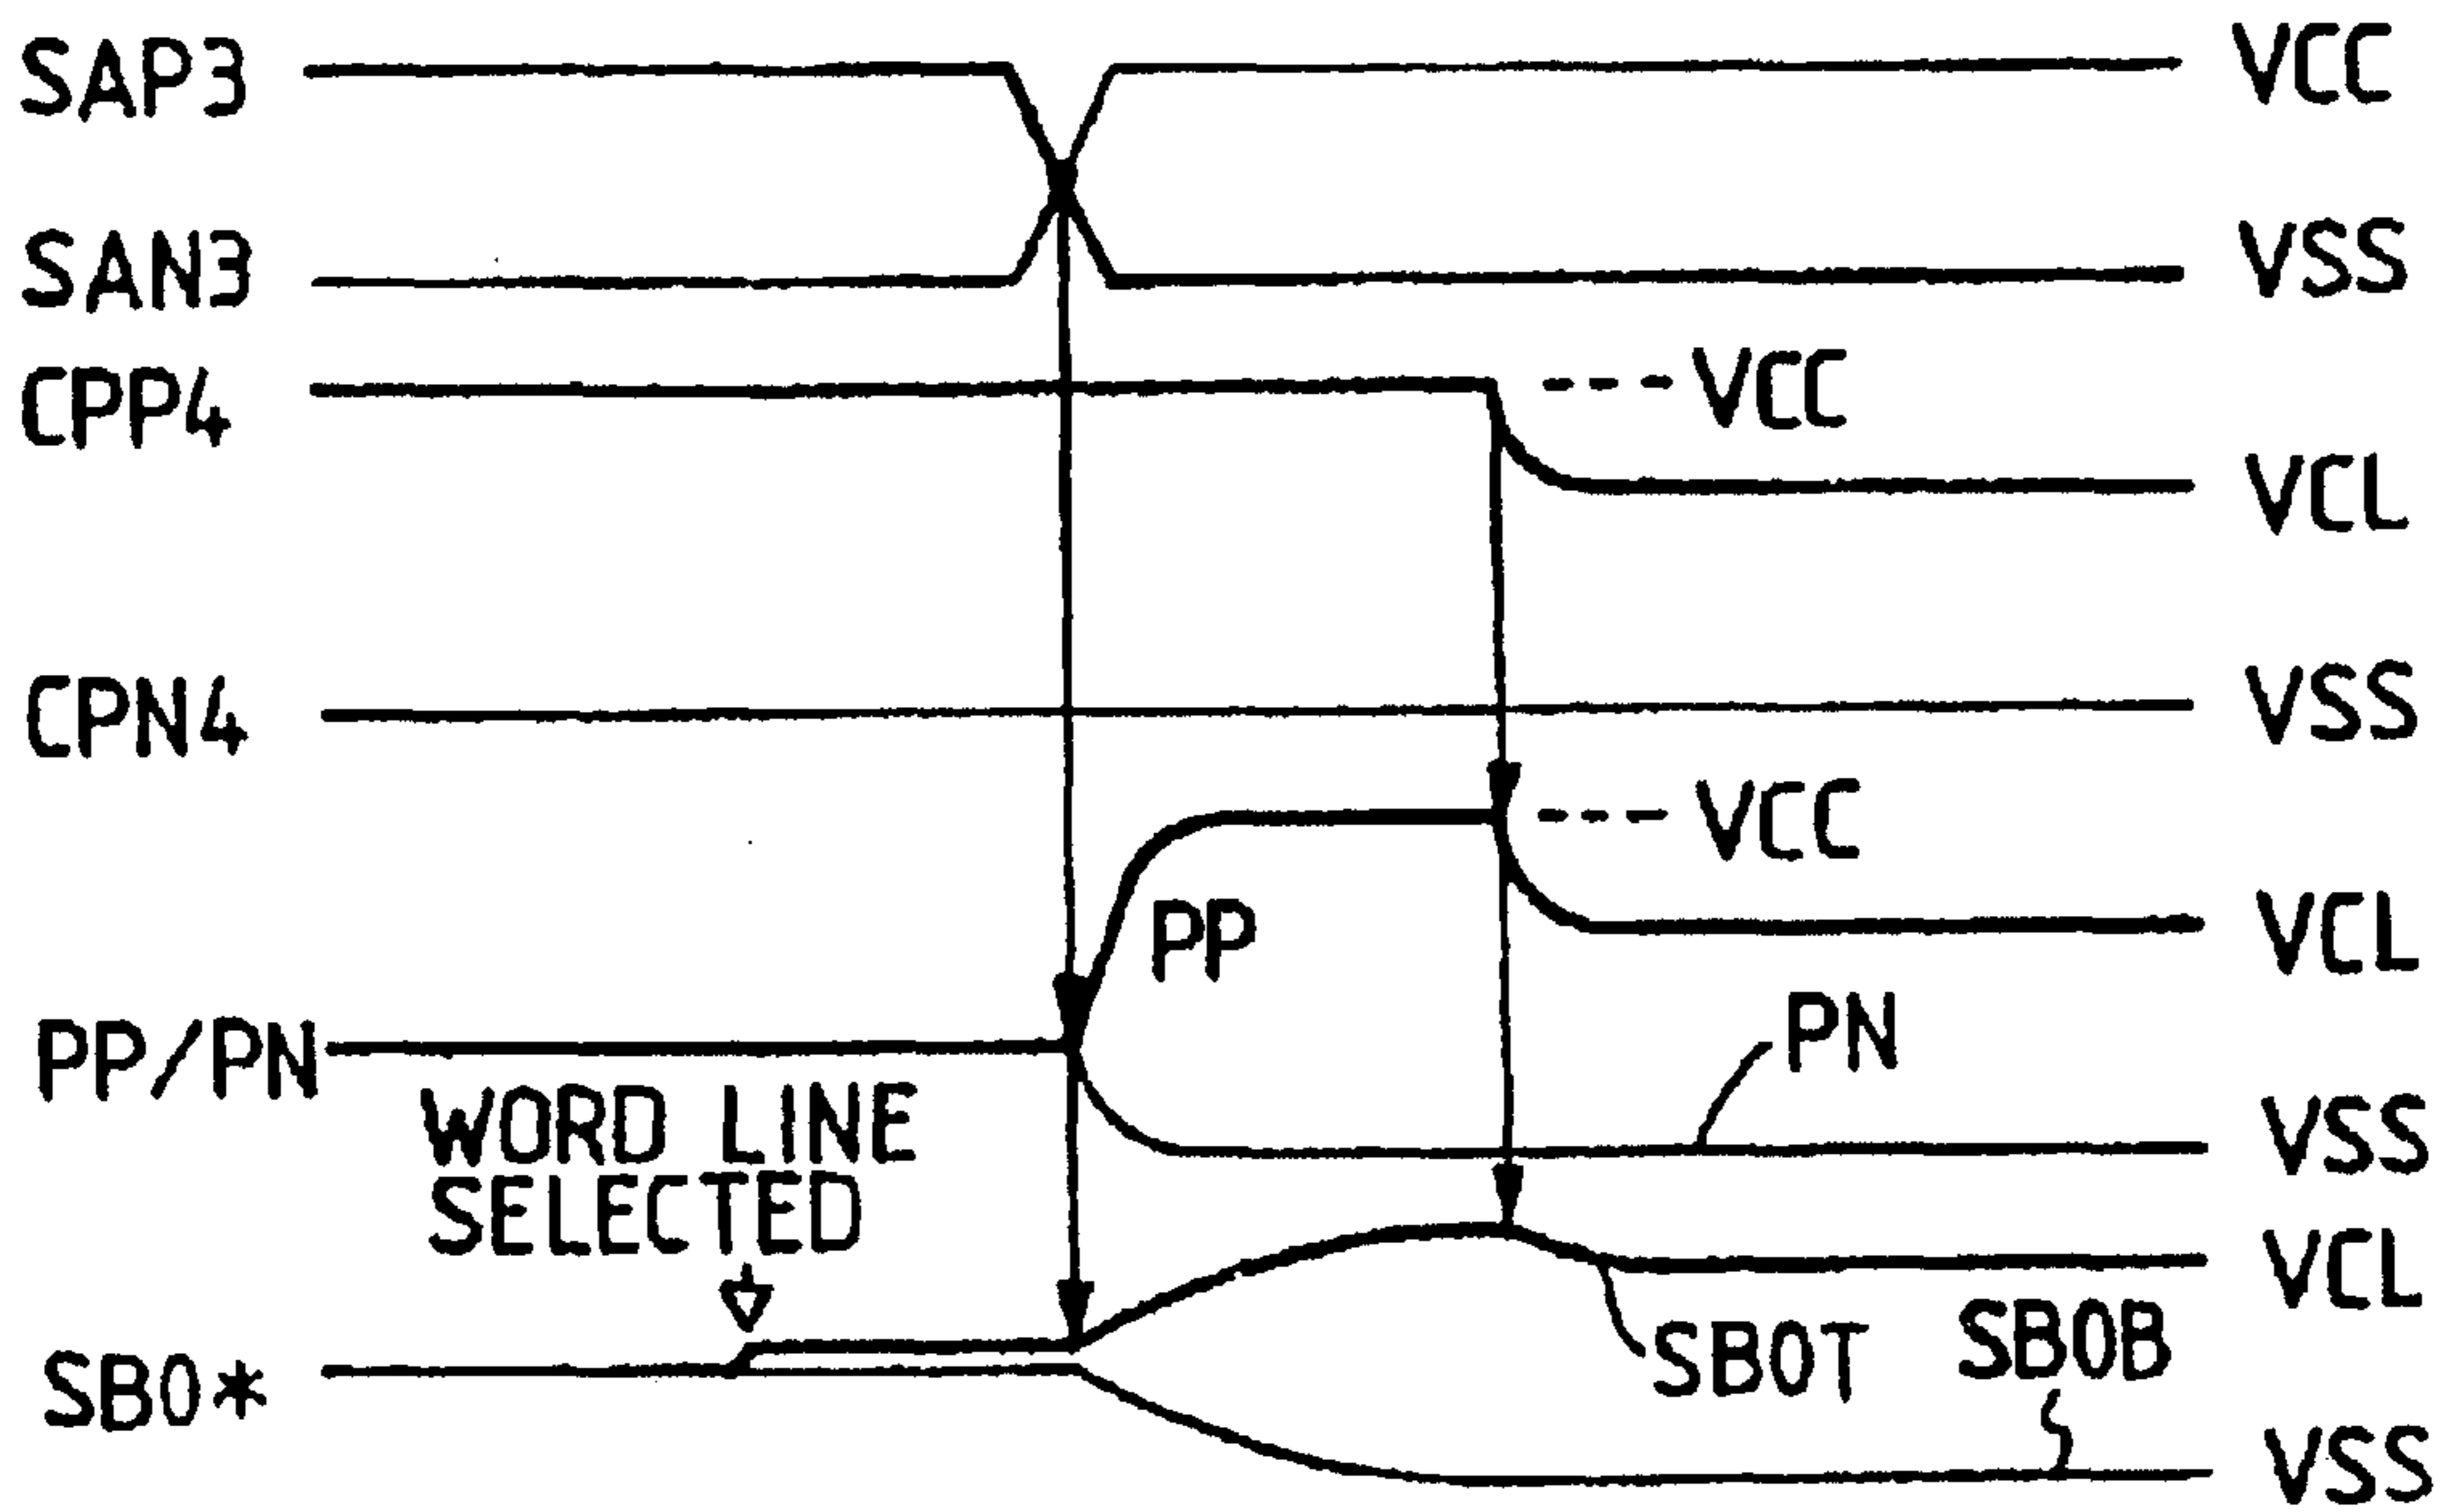 SAP3
VCC
SAN3
VSS
CPP4
--- VCC
VCL
CPN4
VSS
--- VCC
PP
VCL
PN
PP/PN
WORD LINE
SELECTED
VSS
VCL
SB0T
SB0B
SB0*
VSS